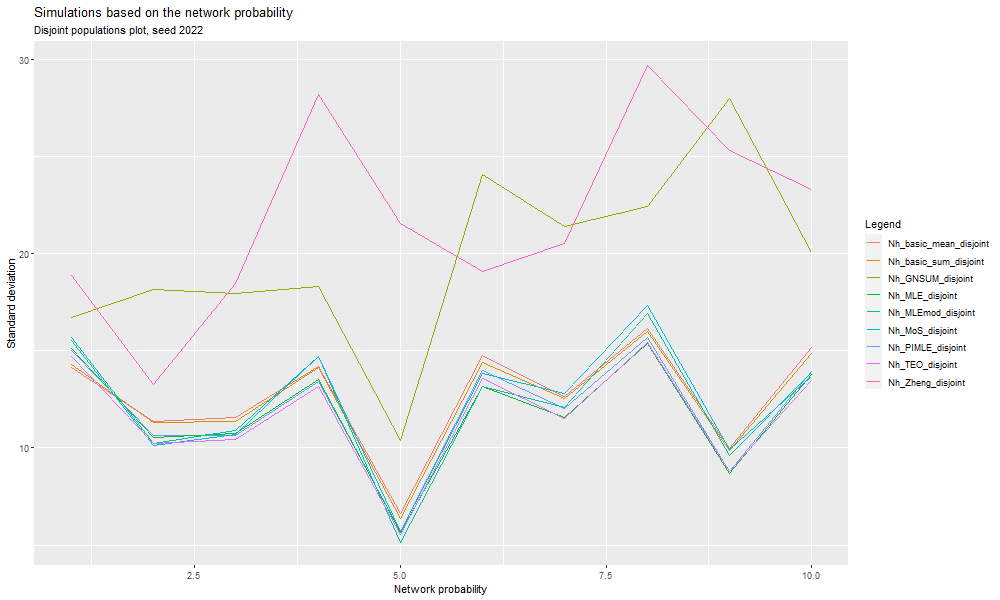 Simulations based on the network probability
Disjoint populations plot, seed 2022
30
20
10
Standard deviation
2.5
5.0
7.5
10.0
Network probability
Legend
Nh_basic_mean_disjoint
Nh_basic_sum_disjoint
Nh_GNSUM_disjoint
Nh_MLE_disjoint
Nh_MLEmod_disjoint
Nh_MoS_disjoint
Nh_PIMLE_disjoint
Nh_TEO_disjoint
Nh_Zheng_disjoint